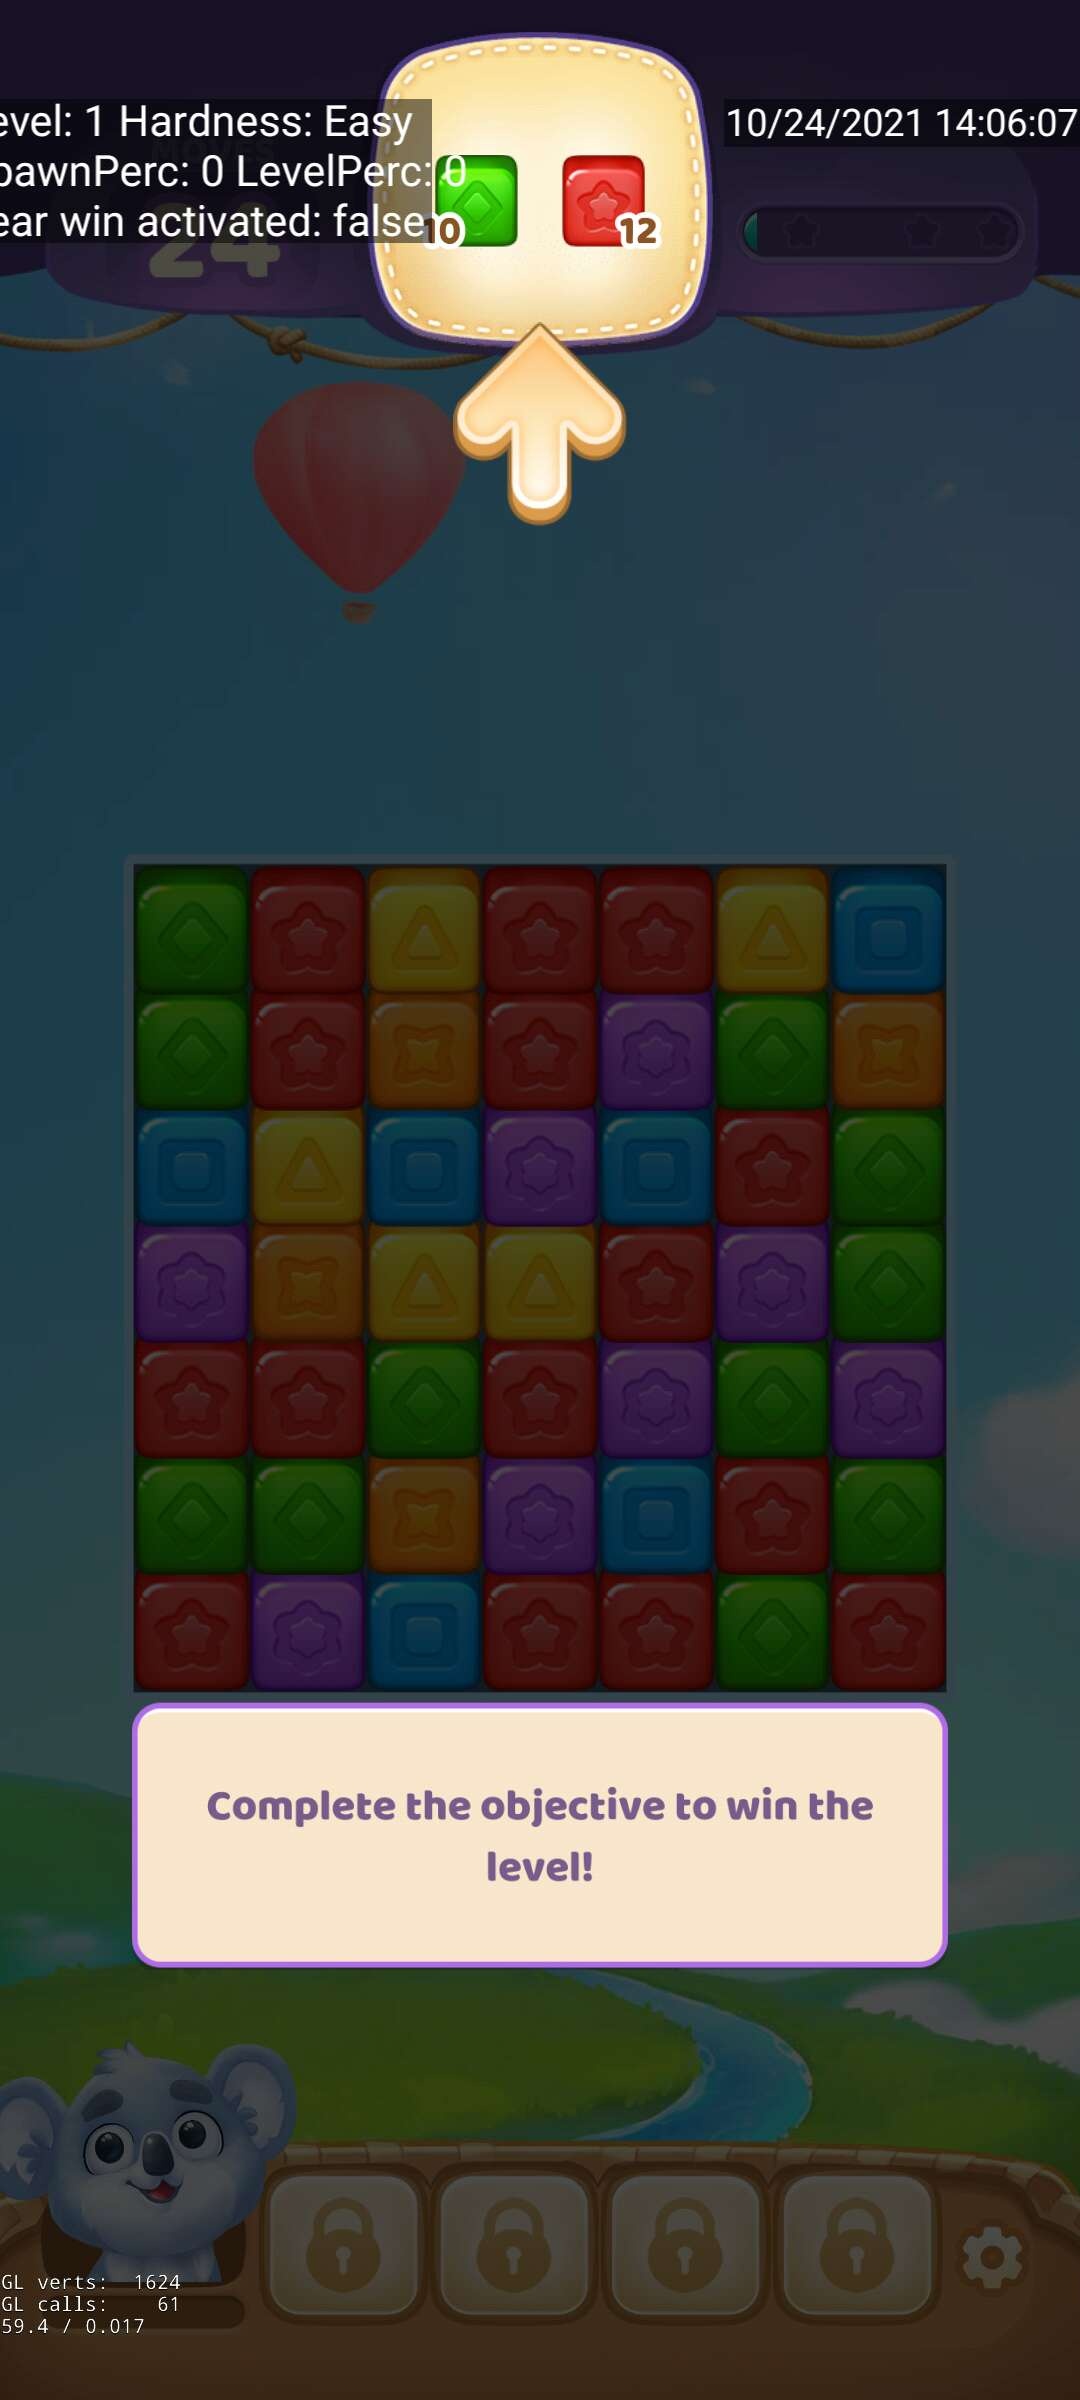 evel: 1 Hardness: Easy
pawnPerc: 0 LevelPerc: 0
ear win activated: false
10/24/2021 14:06:07
MOVES
24
10
12
Complete the objective to win the
level!
GL verts: 1624
GL calls: 61
59.4 / 0.017